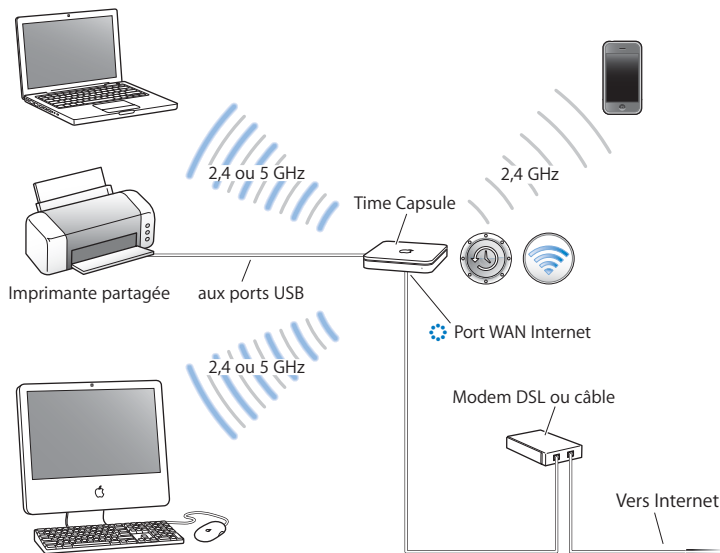 2,4 ou 5 GHz
2,4 GHz
Time Capsule
Imprimante partagée
aux ports USB
Port WAN Internet
2,4 ou 5 GHz
Modem DSL ou câble
Vers Internet